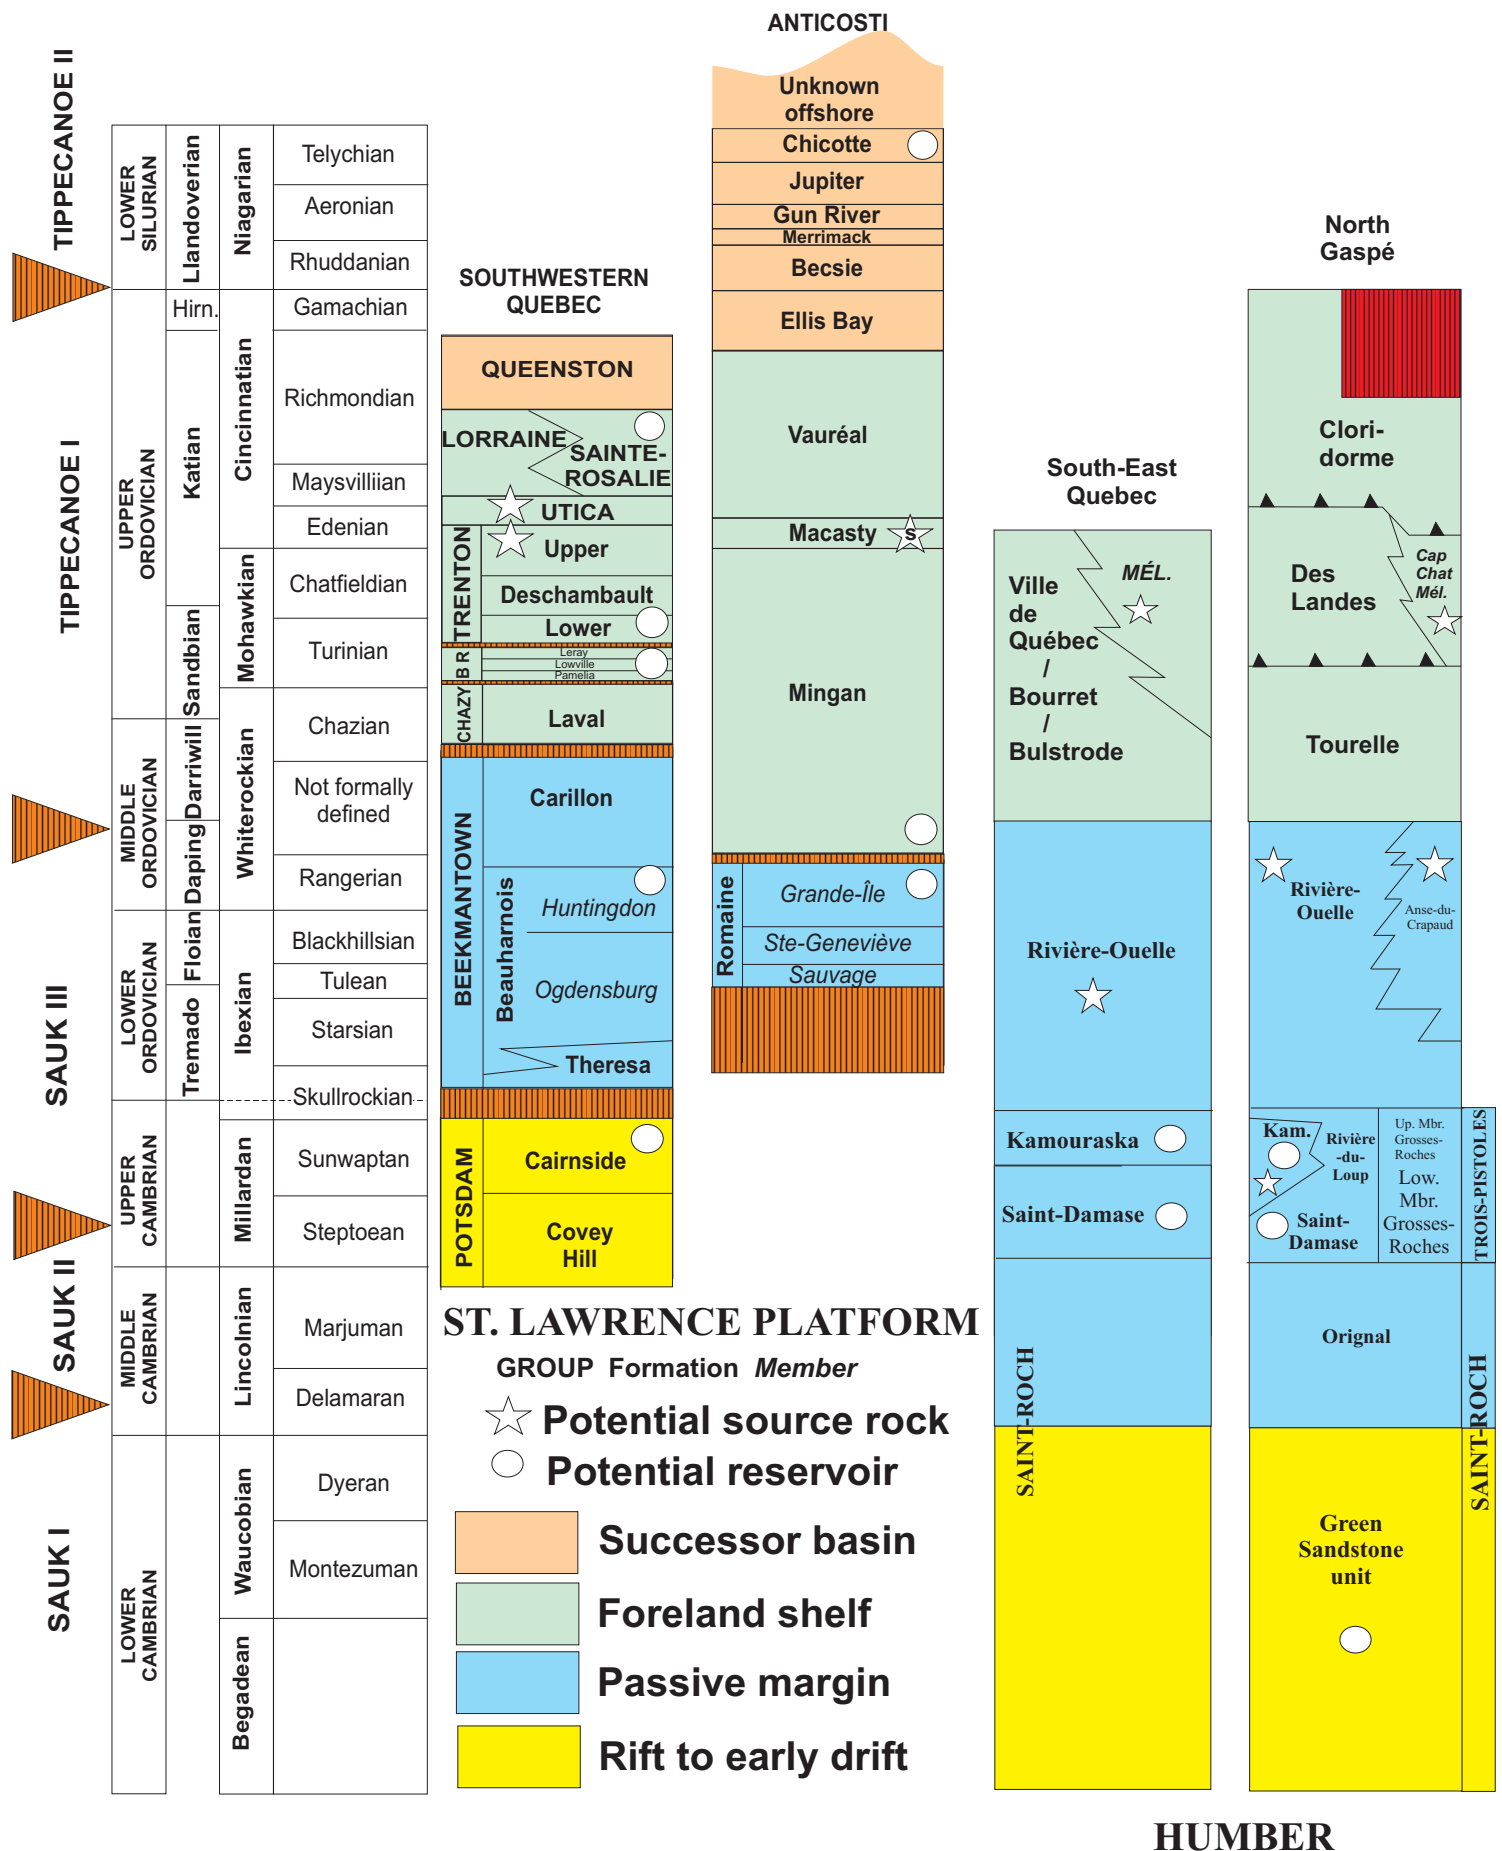 ANTICOSTI
TIPPECANOE II
TIPPECANOE I
SAUK III
SAUK II
SAUK I
LOWER
SILURIAN
UPPER
ORDOVICIAN
MIDDLE
ORDOVICIAN
LOWER
ORDOVICIAN
UPPER
CAMBRIAN
MIDDLE
CAMBRIAN
LOWER
CAMBRIAN
Llandoverian
Hirn.
Katian
Sandbian
Darriwill
Daping
Floian
Tremado
Niagarian
Cincinnatian
Mohawkian
Whiterockian
Ibexian
Millardan
Lincolnian
Waucobian
Begadean
Telychian
Aeronian
Rhuddanian
Gamachian
Richmondian
Maysvilliian
Edenian
Chatfieldian
Turinian
Chazian
Not formally
defined
Rangerian
Blackhillsian
Tulean
Starsian
Skullrockian
Sunwaptan
Steptoean
Marjuman
Delamaran
Dyeran
Montezuman
SOUTHWESTERN
QUEBEC
QUEENSTON
LORRAINE
SAINTE-
ROSALIE
UTICA
TRENTON
Upper
Deschambault
Lower
B R
Leray
Lowville
Pamelia
CHAZY
Laval
BEEKMANTOWN
Carillon
Beauharnois
Huntingdon
Ogdensburg
Theresa
POTSDAM
Cairnside
Covey
Hill
Unknown
offshore
Chicotte
Jupiter
Gun River
Merrimack
Becsie
Ellis Bay
Vauréal
Macasty
s
Mingan
Romaine
Grande-Île
Ste-Geneviève
Sauvage
South-East
Quebec
Ville
de
Québec
/
Bourret
/
Bulstrode
MÉL.
Rivière-Ouelle
Kamouraska
Saint-Damase
SAINT-ROCH
North
Gaspé
Clori-
dorme
Des
Landes
Cap
Chat
Mél.
Tourelle
Rivière-
Ouelle
Anse-du-
Crapaud
Kam.
Rivière
-du-
Loup
Saint-
Damase
Up. Mbr.
Grosses-
Roches
Low.
Mbr.
Grosses-
Roches
TROIS-PISTOLES
Orignal
SAINT-ROCH
Green
Sandstone
unit
ST. LAWRENCE PLATFORM
GROUP Formation Member
Potential source rock
Potential reservoir
Successor basin
Foreland shelf
Passive margin
Rift to early drift
HUMBER